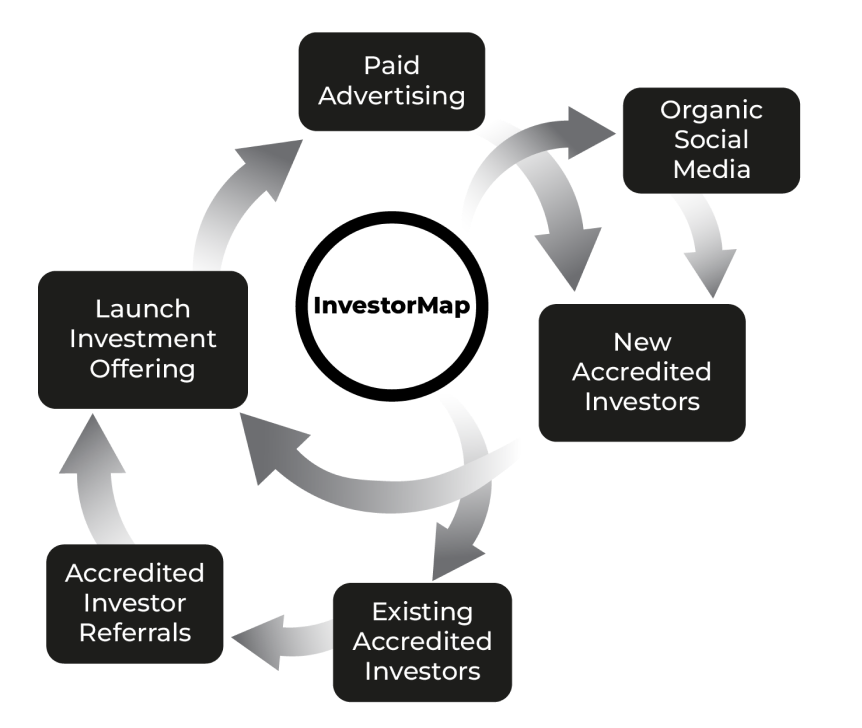 Paid
Advertising
Organic
Social
Media
InvestorMap
Launch
Investment
Offering
New
Accredited
Investors
Accredited
Investor
Referrals
Existing
Accredited
Investors